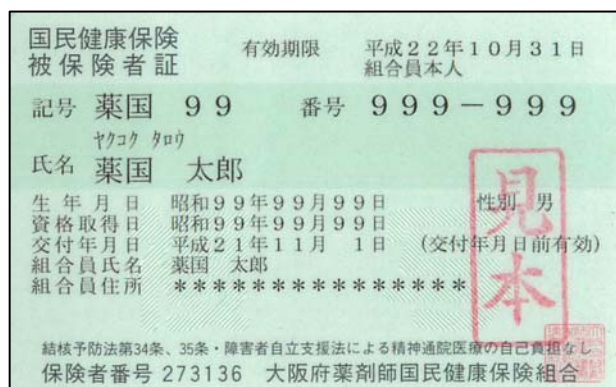 国民健康保険
被保険者証
有効期限 平成22年10月31日
組合員本人
記号 薬国 99 番号 999-999
ヤクコク タロウ
氏名 薬国 太郎
生年月日 昭和99年99月99日 性別 男
資格取得日 昭和99年99月99日
交付年月日 平成21年11月 1日 (交付年月日前有効)
組合員氏名 薬国 太郎
組合員住所 ***************
見本
結核予防法第34条、35条・障害者自立支援法による精神通院医療の自己負担なし
保険者番号 273136 大阪府薬剤師国民健康保険組合